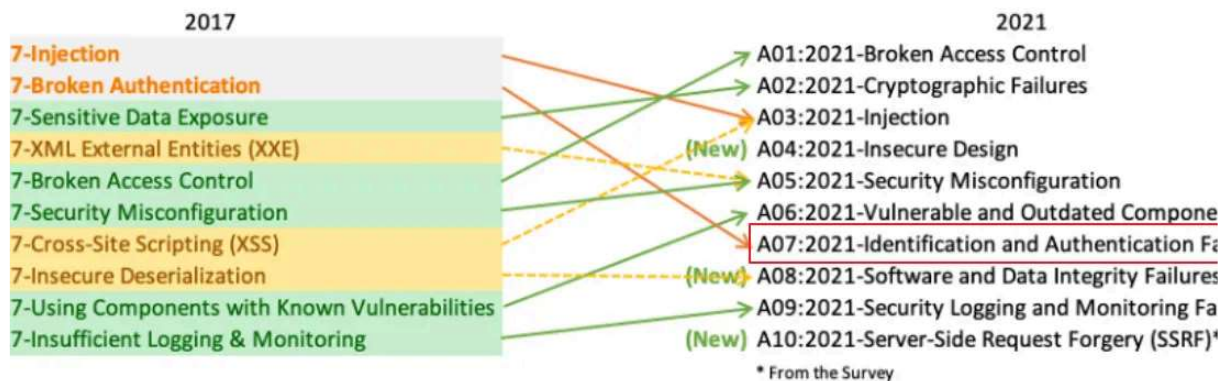 2017
7-Injection
7-Broken Authentication
7-Sensitive Data Exposure
7-XML External Entities (XXE)
7-Broken Access Control
7-Security Misconfiguration
7-Cross-Site Scripting (XSS)
7-Insecure Deserialization
7-Using Components with Known Vulnerabilities
7-Insufficient Logging & Monitoring
2021
A01:2021-Broken Access Control
A02:2021-Cryptographic Failures
A03:2021-Injection
(New) A04:2021-Insecure Design
A05:2021-Security Misconfiguration
A06:2021-Vulnerable and Outdated Compone
A07:2021-Identification and Authentication Fa
(New) A08:2021-Software and Data Integrity Failures
A09:2021-Security Logging and Monitoring Fa
(New) A10:2021-Server-Side Request Forgery (SSRF)*
* From the Survey